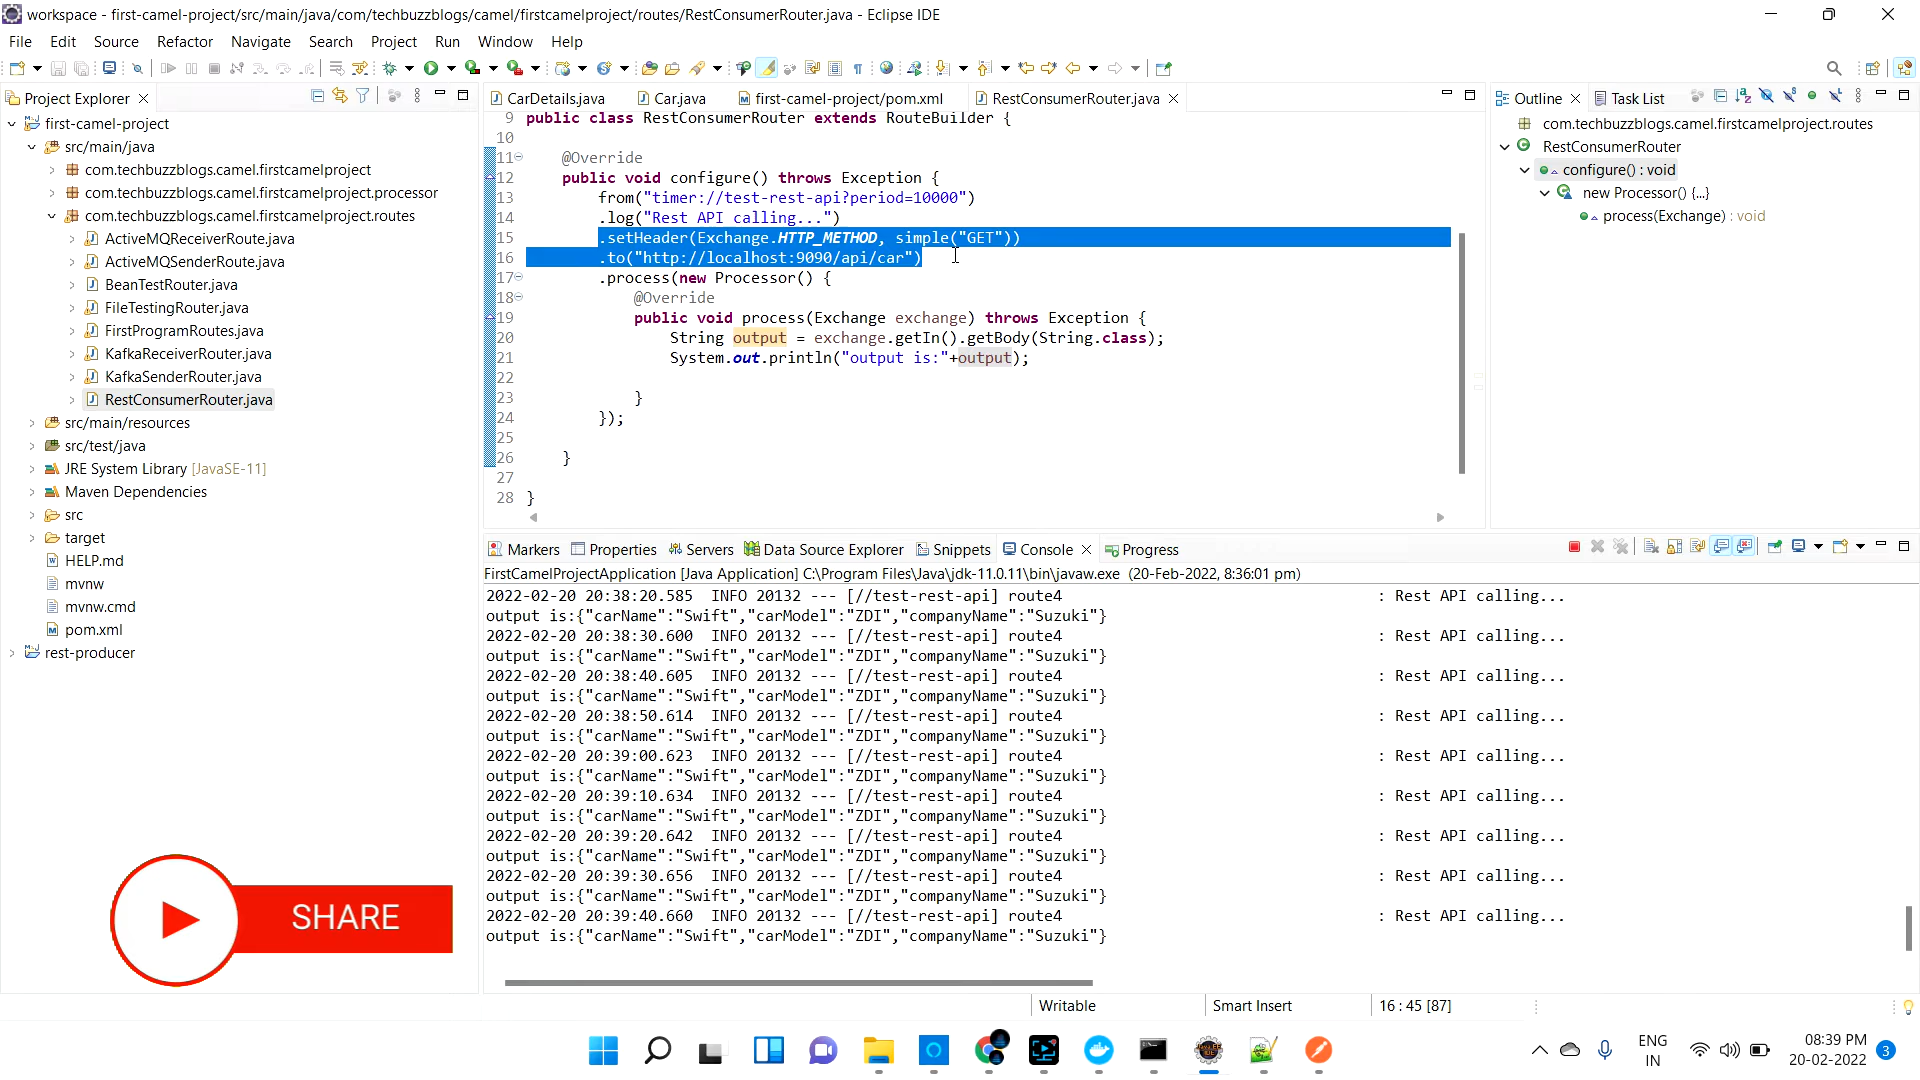 workspace - first-camel-project/src/main/java/com/techbuzzblogs/camel/firstcamelproject/routes/RestConsumerRouter.java - Eclipse IDE
File Edit Source Refactor Navigate Search Project Run Window Help
Project Explorer
first-camel-project
src/main/java
com.techbuzzblogs.camel.firstcamelproject
com.techbuzzblogs.camel.firstcamelproject.processor
com.techbuzzblogs.camel.firstcamelproject.routes
ActiveMQReceiverRoute.java
ActiveMQSenderRoute.java
BeanTestRouter.java
FileTestingRouter.java
FirstProgramRoutes.java
KafkaReceiverRouter.java
KafkaSenderRouter.java
RestConsumerRouter.java
src/main/resources
src/test/java
JRE System Library [JavaSE-11]
Maven Dependencies
src
target
HELP.md
mvnw
mvnw.cmd
pom.xml
rest-producer
SHARE
CarDetails.java Car.java first-camel-project/pom.xml RestConsumerRouter.java
9 public class RestConsumerRouter extends RouteBuilder {
10
11 @Override
12 public void configure() throws Exception {
13 from("timer://test-rest-api?period=10000")
14 .log("Rest API calling...")
15 .setHeader(Exchange.HTTP_METHOD, simple("GET"))
16 .to("http://localhost:9090/api/car")
17 .process(new Processor() {
18 @Override
19 public void process(Exchange exchange) throws Exception {
20 String output = exchange.getIn().getBody(String.class);
21 System.out.println("output is:"+output);
22
23 }
24 });
25
26 }
27
28 }
Outline Task List
com.techbuzzblogs.camel.firstcamelproject.routes
RestConsumerRouter
configure() : void
new Processor() {...}
process(Exchange) : void
Markers Properties Servers Data Source Explorer Snippets Console Progress
FirstCamelProjectApplication [Java Application] C:\Program Files\Java\jdk-11.0.11\bin\javaw.exe (20-Feb-2022, 8:36:01 pm)
2022-02-20 20:38:20.585 INFO 20132 --- [//test-rest-api] route4 : Rest API calling...
output is:{"carName":"Swift","carModel":"ZDI","companyName":"Suzuki"}
2022-02-20 20:38:30.600 INFO 20132 --- [//test-rest-api] route4 : Rest API calling...
output is:{"carName":"Swift","carModel":"ZDI","companyName":"Suzuki"}
2022-02-20 20:38:40.605 INFO 20132 --- [//test-rest-api] route4 : Rest API calling...
output is:{"carName":"Swift","carModel":"ZDI","companyName":"Suzuki"}
2022-02-20 20:38:50.614 INFO 20132 --- [//test-rest-api] route4 : Rest API calling...
output is:{"carName":"Swift","carModel":"ZDI","companyName":"Suzuki"}
2022-02-20 20:39:00.623 INFO 20132 --- [//test-rest-api] route4 : Rest API calling...
output is:{"carName":"Swift","carModel":"ZDI","companyName":"Suzuki"}
2022-02-20 20:39:10.634 INFO 20132 --- [//test-rest-api] route4 : Rest API calling...
output is:{"carName":"Swift","carModel":"ZDI","companyName":"Suzuki"}
2022-02-20 20:39:20.642 INFO 20132 --- [//test-rest-api] route4 : Rest API calling...
output is:{"carName":"Swift","carModel":"ZDI","companyName":"Suzuki"}
2022-02-20 20:39:30.656 INFO 20132 --- [//test-rest-api] route4 : Rest API calling...
output is:{"carName":"Swift","carModel":"ZDI","companyName":"Suzuki"}
2022-02-20 20:39:40.660 INFO 20132 --- [//test-rest-api] route4 : Rest API calling...
output is:{"carName":"Swift","carModel":"ZDI","companyName":"Suzuki"}
Writable Smart Insert 16 : 45 [87]
ENG
IN
08:39 PM
20-02-2022
3